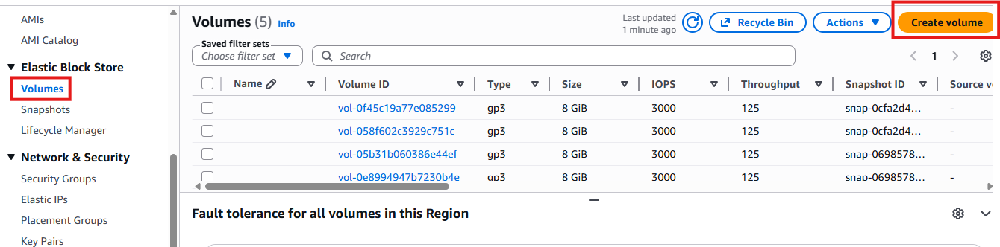 AMIs
AMI Catalog
Elastic Block Store
Volumes
Snapshots
Lifecycle Manager
Network & Security
Security Groups
Elastic IPs
Placement Groups
Key Pairs
Volumes (5) Info
Last updated
1 minute ago
Recycle Bin
Actions
Create volume
Saved filter sets
Choose filter set
Search
1
Name Volume ID Type Size IOPS Throughput Snapshot ID Source v
vol-0f45c19a77e085299 gp3 8 GiB 3000 125 snap-0cfa2d4... -
vol-058f602c3929c751c gp3 8 GiB 3000 125 snap-0cfa2d4... -
vol-05b31b060386e44ef gp3 8 GiB 3000 125 snap-0698578... -
vol-0e8994947b7230b4e gp3 8 GiB 3000 125 snap-0698578... -
Fault tolerance for all volumes in this Region